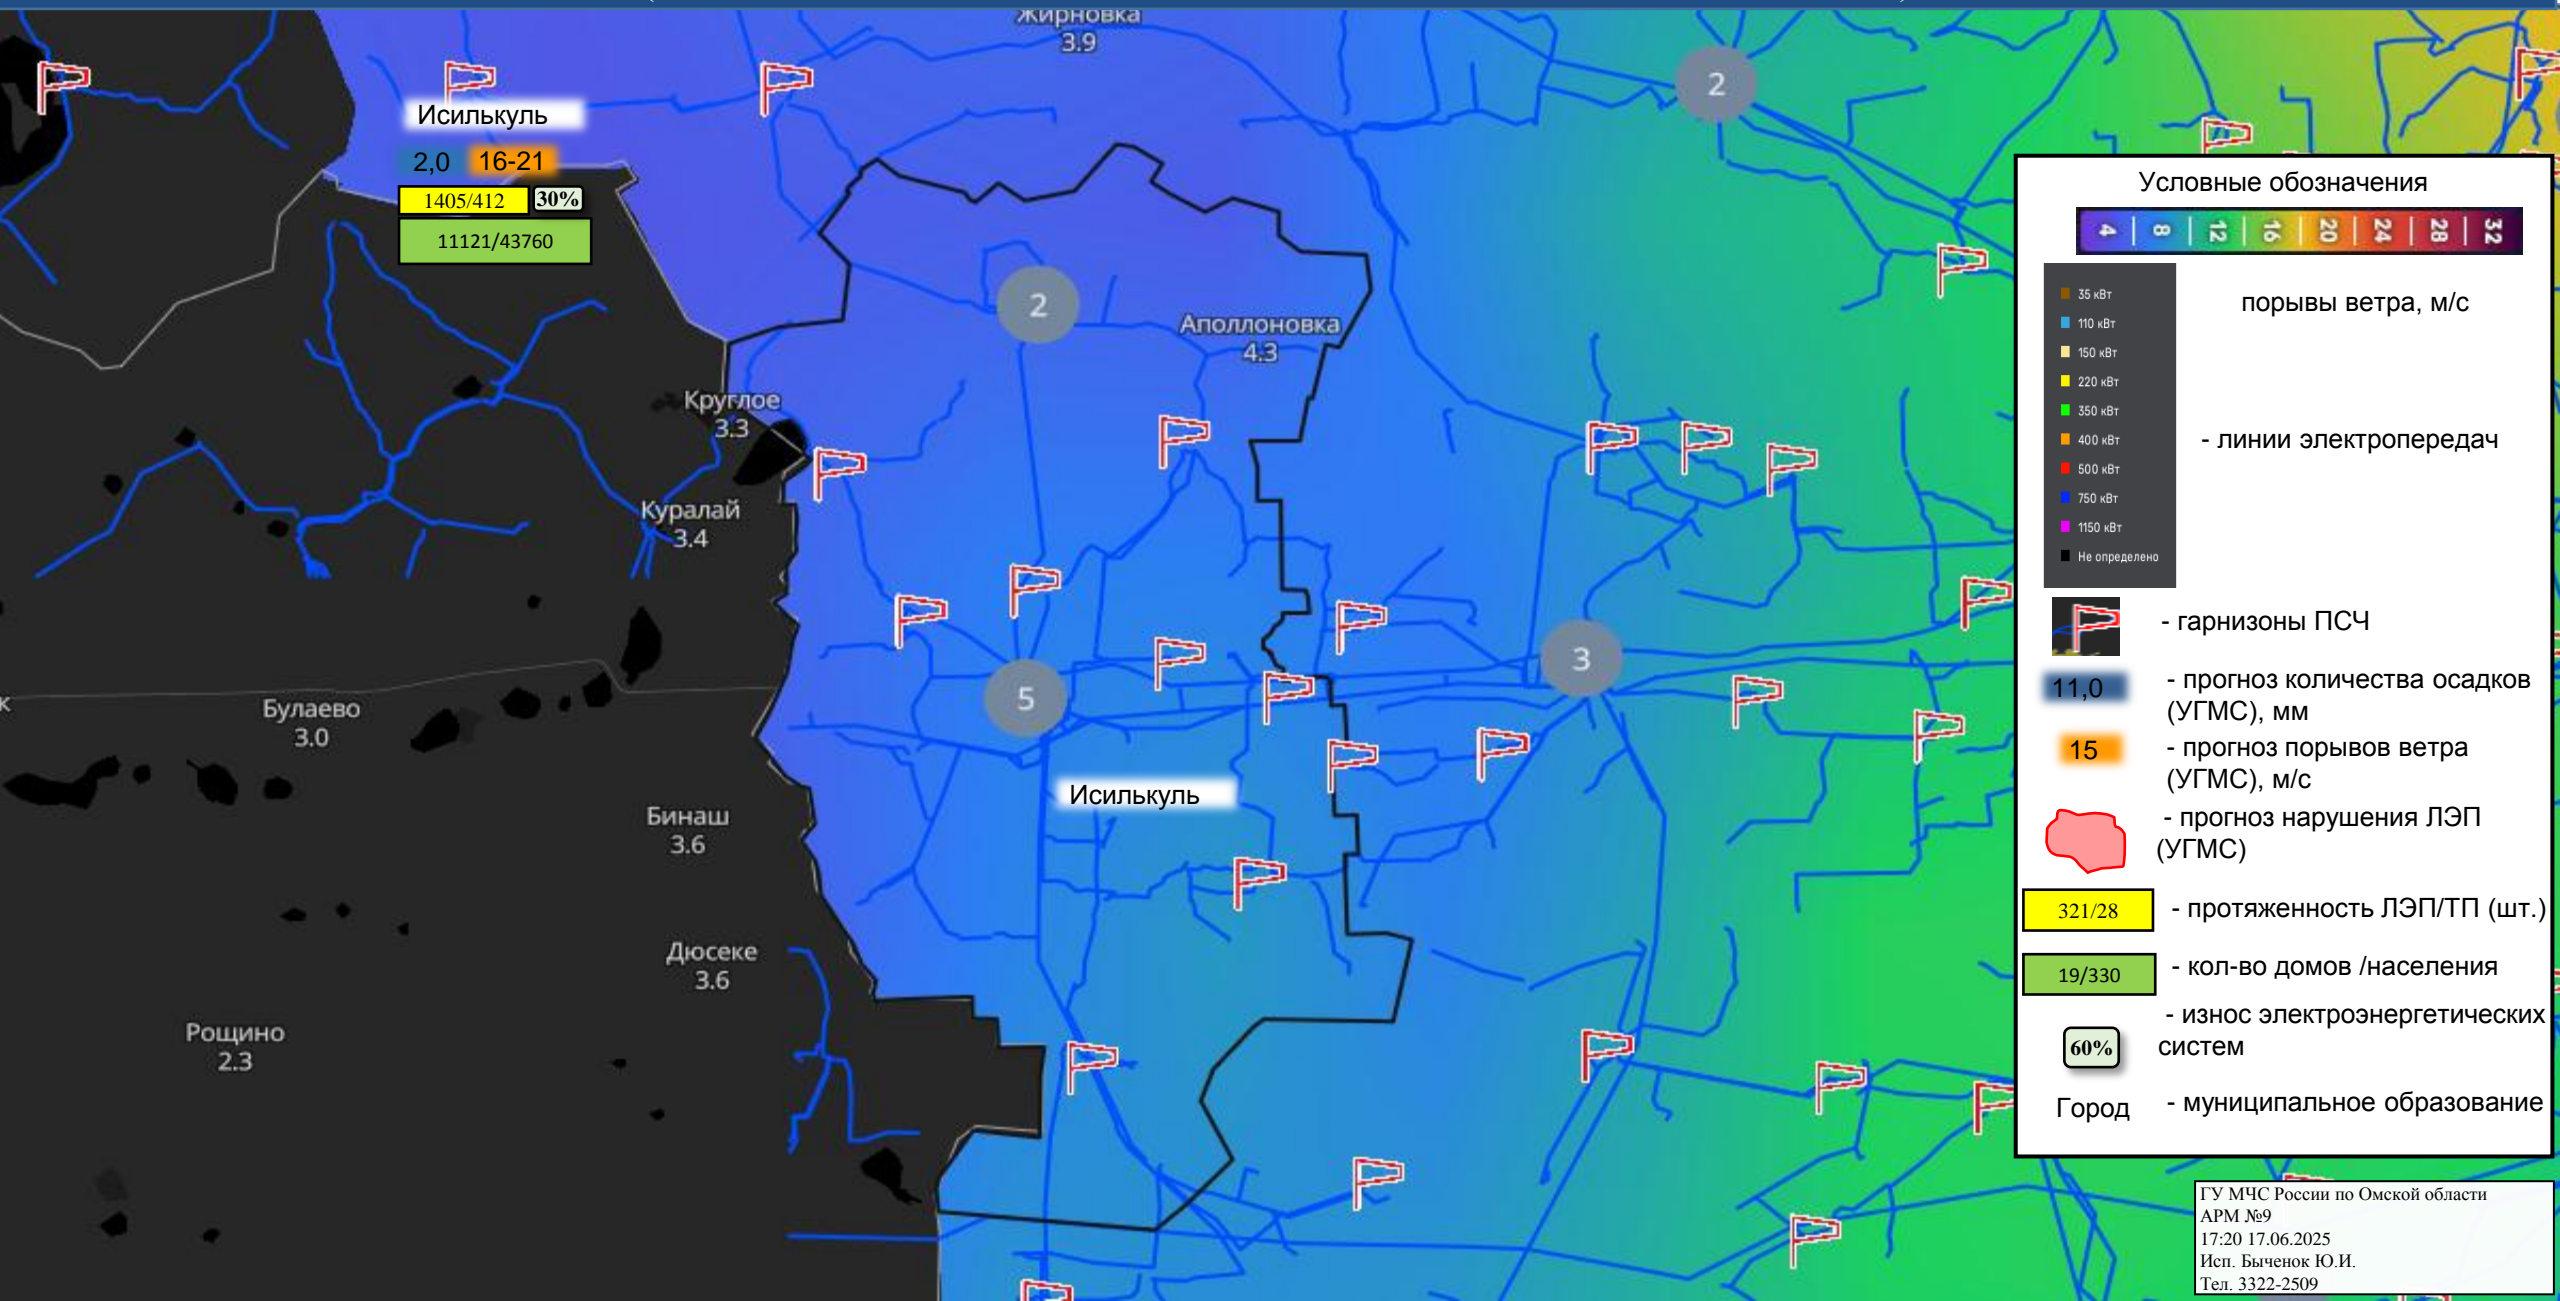 Жирновка
3.9
2
Исилькуль
2,0 16-21
1405/412 30%
11121/43760
2
Аполлоновка
4.3
Круглое
3.3
Куралай
3.4
5
3
к
Булаево
3.0
Исилькуль
Бинаш
3.6
Дюсеке
3.6
Рощино
2.3
Условные обозначения
4 8 12 16 20 24 28 32
порывы ветра, м/с
35 кВт
110 кВт
150 кВт
220 кВт
350 кВт
400 кВт
500 кВт
750 кВт
1150 кВт
Не определено
- линии электропередач
- гарнизоны ПСЧ
11,0 - прогноз количества осадков
(УГМС), мм
15 - прогноз порывов ветра
(УГМС), м/с
- прогноз нарушения ЛЭП
(УГМС)
321/28 - протяженность ЛЭП/ТП (шт.)
19/330 - кол-во домов /населения
- износ электроэнергетических
60% систем
Город - муниципальное образование
ГУ МЧС России по Омской области
АРМ №9
17:20 17.06.2025
Исп. Быченок Ю.И.
Тел. 3322-2509